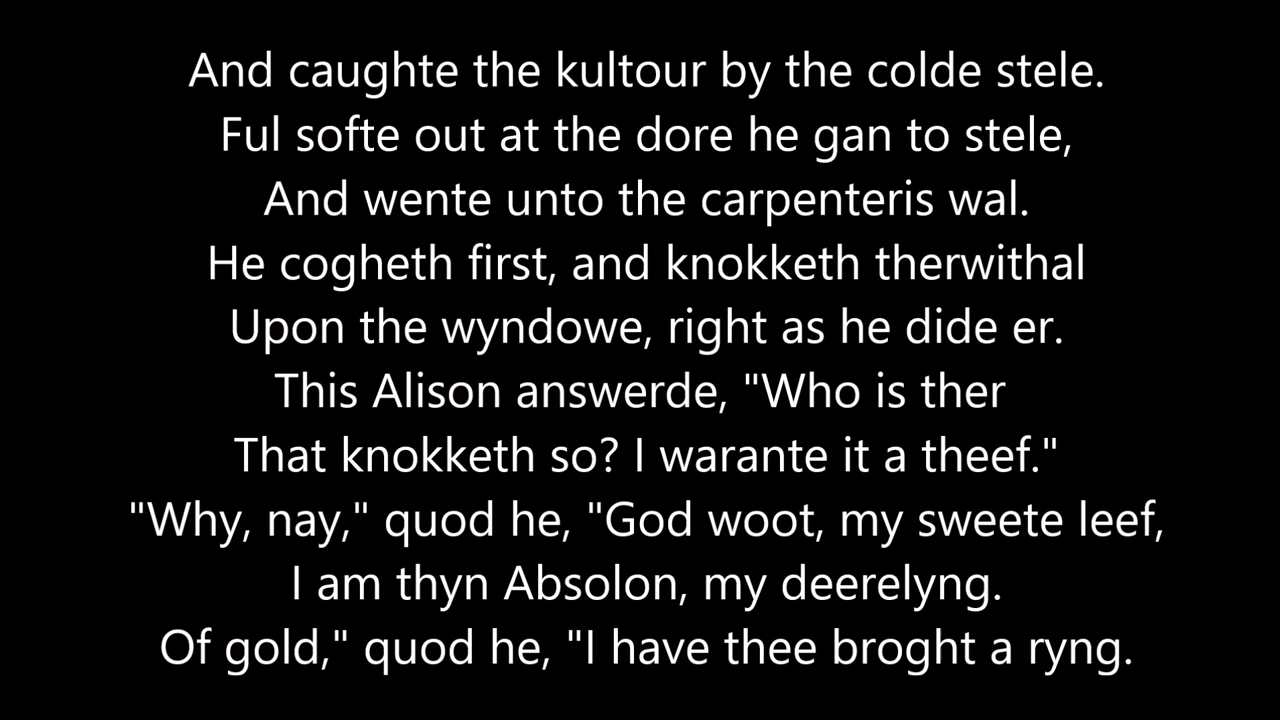 And caughte the kultour by the colde stele.
Ful softe out at the dore he gan to stele,
And wente unto the carpenteris wal.
He cogheth first, and knokketh therwithal
Upon the wyndowe, right as he dide er.
This Alison answerde, "Who is ther
That knokketh so? I warante it a theef."
"Why, nay," quod he, "God woot, my sweete leef,
I am thyn Absolon, my deerelyng.
Of gold," quod he, "I have thee broght a ryng.